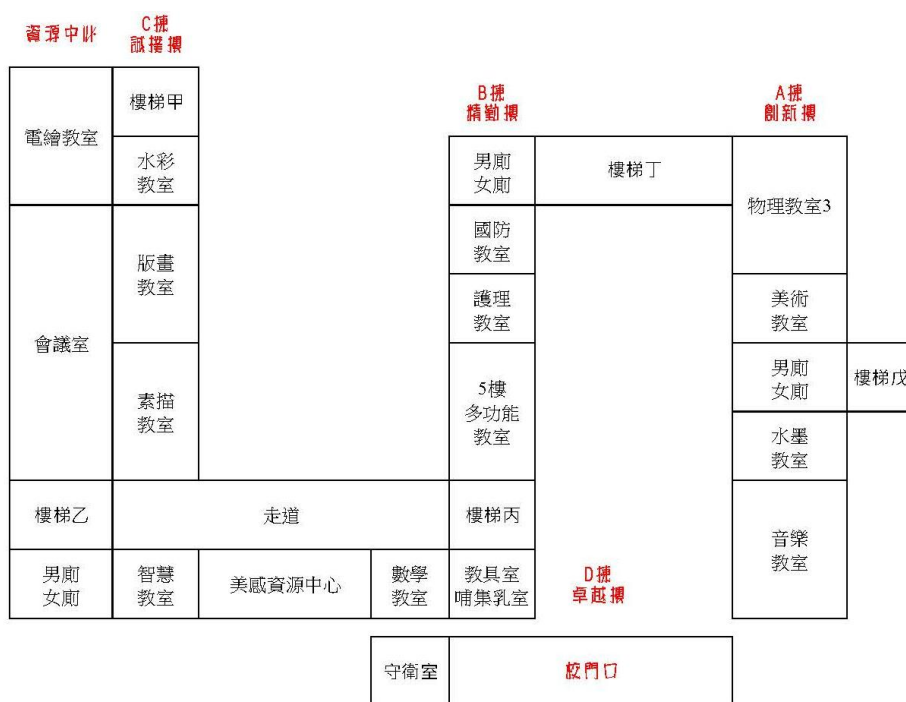 資源中心
C棟
誠樸樓
B棟
精勤樓
A棟
創新樓
電繪教室
樓梯甲
水彩
教室
男廁
女廁
樓梯丁
物理教室3
國防
教室
會議室
版畫
教室
護理
教室
美術
教室
素描
教室
5樓
多功能
教室
男廁
女廁
樓梯戊
水墨
教室
樓梯乙
走道
樓梯丙
音樂
教室
男廁
女廁
智慧
教室
美感資源中心
數學
教室
教具室
哺集乳室
D棟
卓越樓
守衛室
校門口